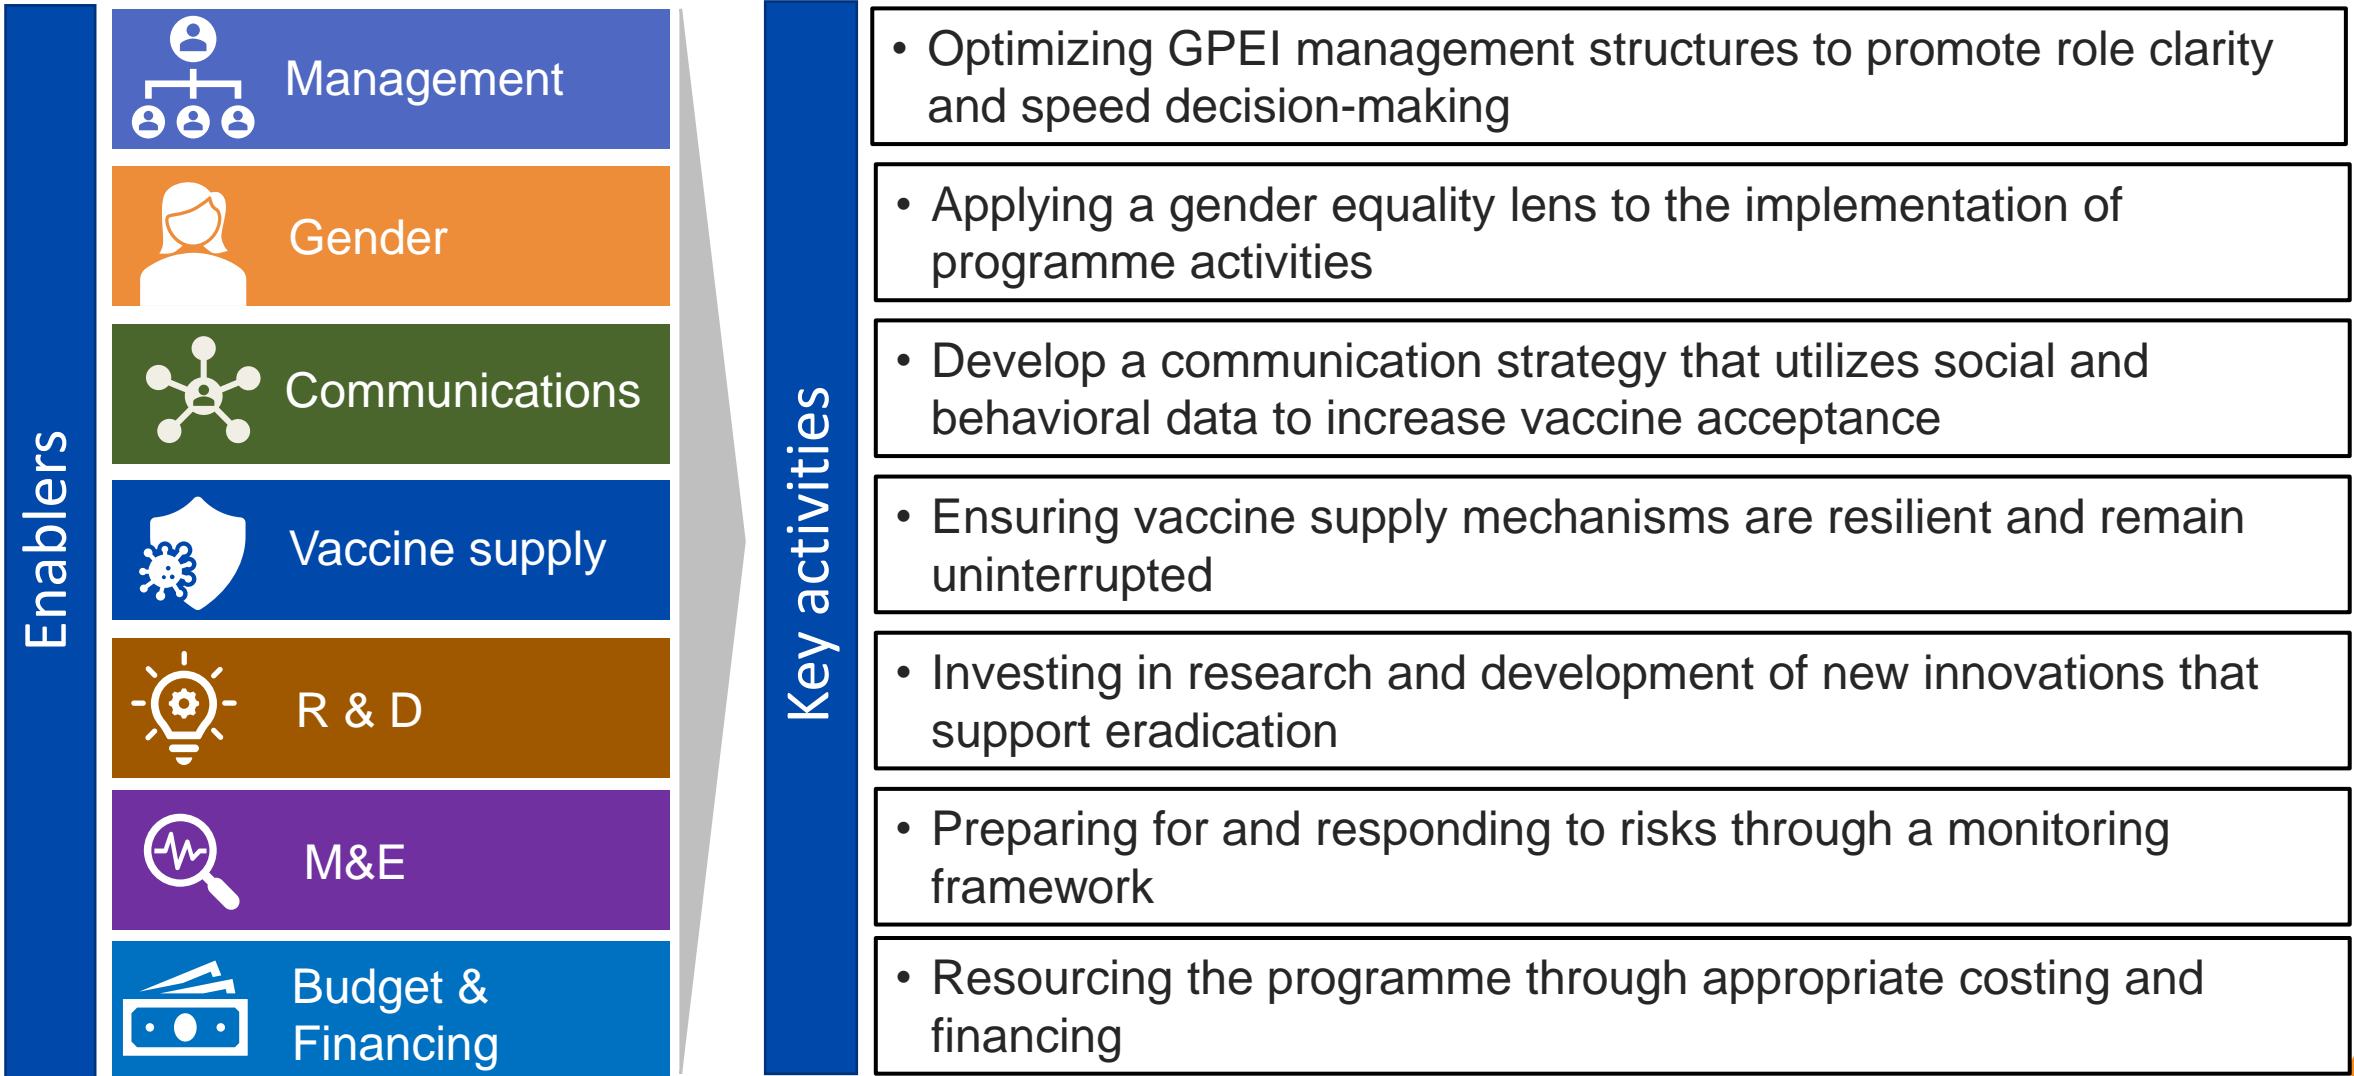 Enablers
Management
Gender
Communications
Vaccine supply
R & D
M&E
Budget &
Financing
Key activities
• Optimizing GPEI management structures to promote role clarity
and speed decision-making
• Applying a gender equality lens to the implementation of
programme activities
• Develop a communication strategy that utilizes social and
behavioral data to increase vaccine acceptance
• Ensuring vaccine supply mechanisms are resilient and remain
uninterrupted
• Investing in research and development of new innovations that
support eradication
• Preparing for and responding to risks through a monitoring
framework
• Resourcing the programme through appropriate costing and
financing